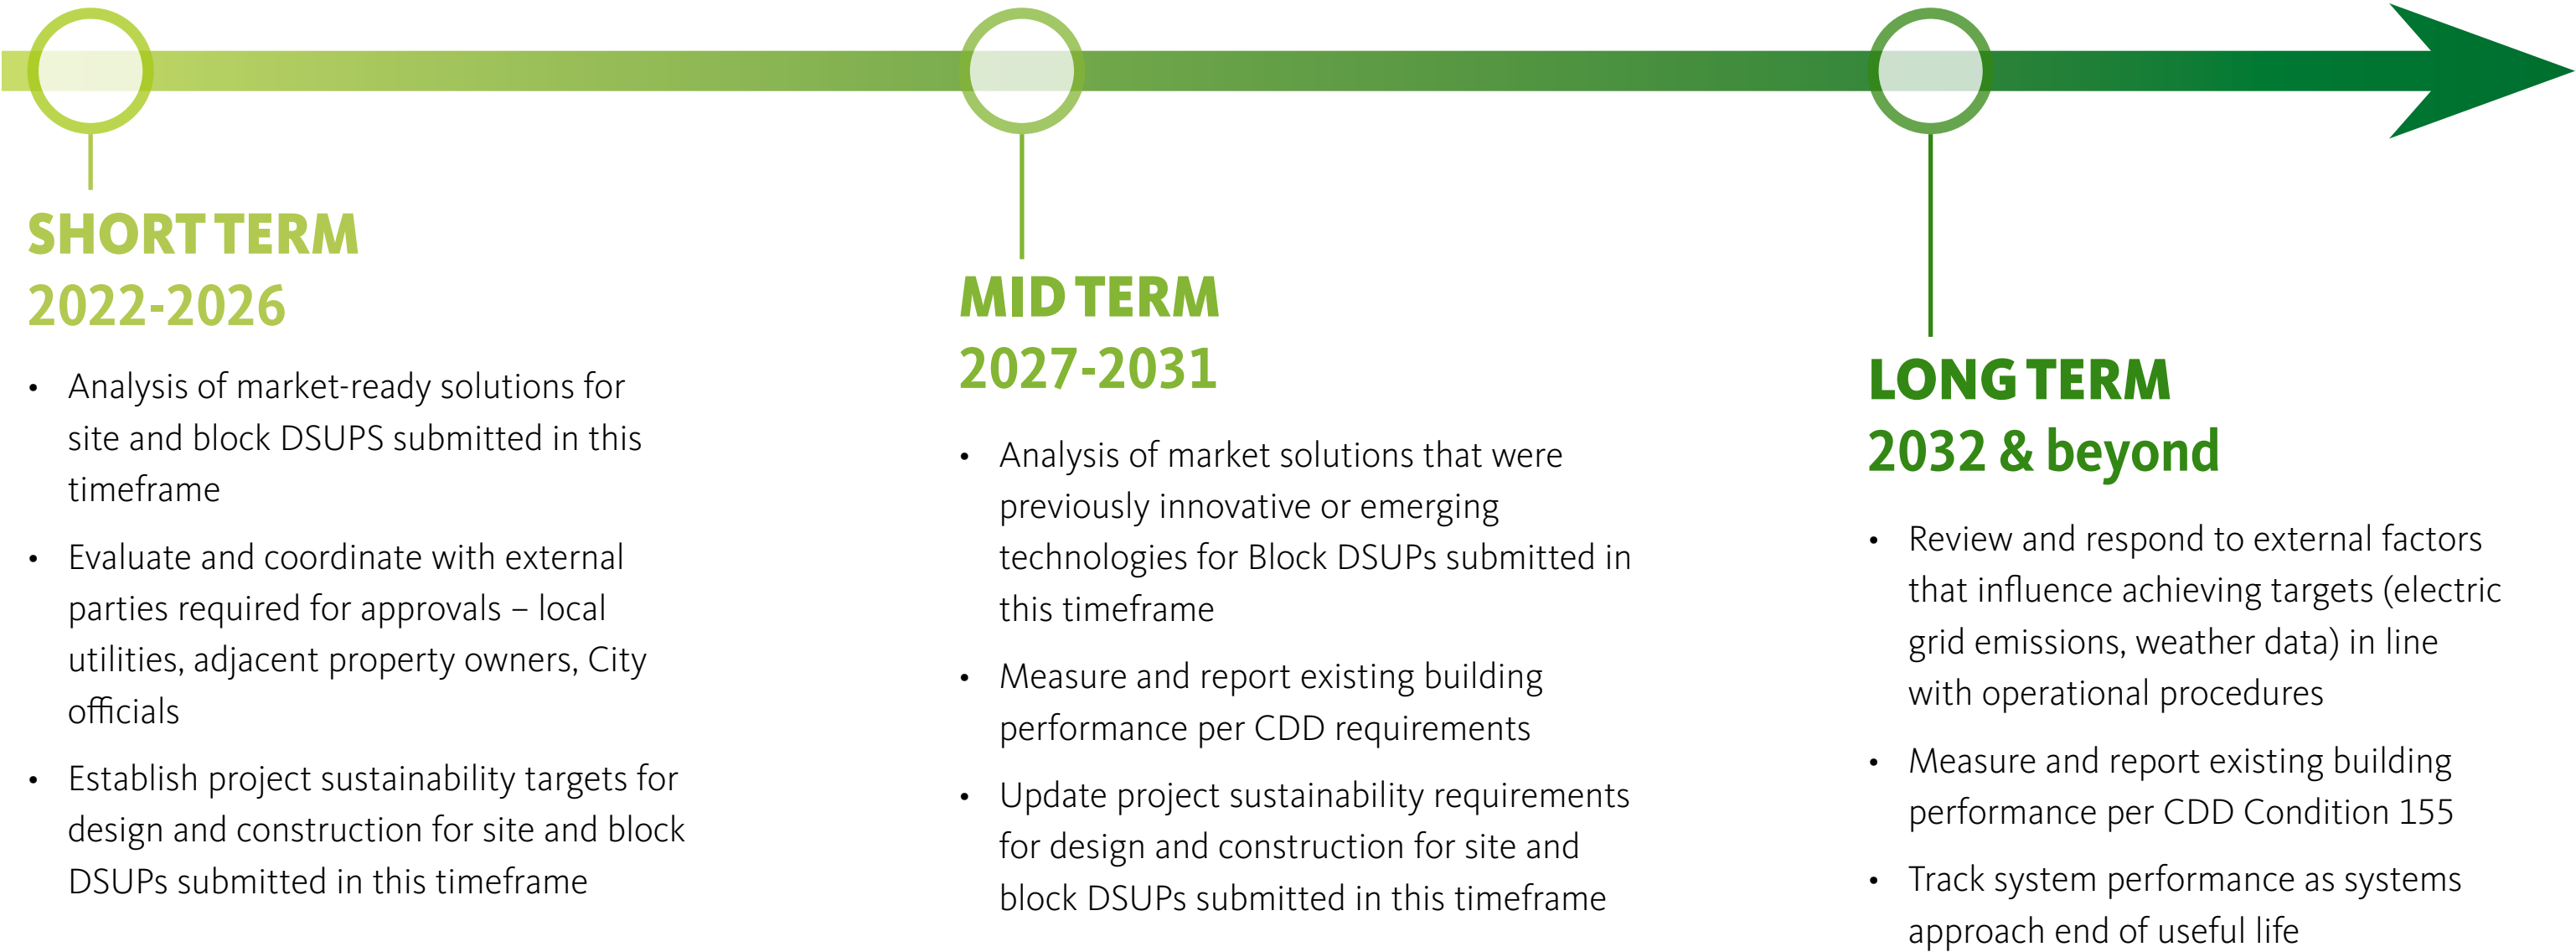 SHORT TERM
2022-2026
• Analysis of market-ready solutions for
site and block DSUPS submitted in this
timeframe
• Evaluate and coordinate with external
parties required for approvals – local
utilities, adjacent property owners, City
officials
• Establish project sustainability targets for
design and construction for site and block
DSUPs submitted in this timeframe
MID TERM
2027-2031
• Analysis of market solutions that were
previously innovative or emerging
technologies for Block DSUPs submitted in
this timeframe
• Measure and report existing building
performance per CDD requirements
• Update project sustainability requirements
for design and construction for site and
block DSUPs submitted in this timeframe
LONG TERM
2032 & beyond
• Review and respond to external factors
that influence achieving targets (electric
grid emissions, weather data) in line
with operational procedures
• Measure and report existing building
performance per CDD Condition 155
• Track system performance as systems
approach end of useful life